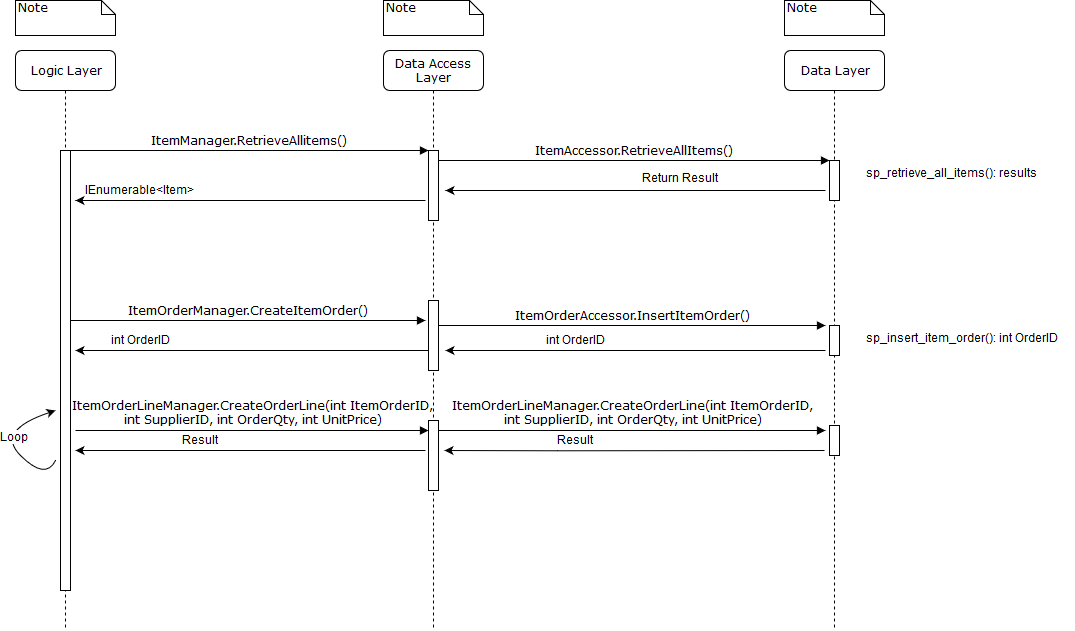 Note
Note
Note
Logic Layer
Data Access
Layer
Data Layer
ItemManager.RetrieveAllitems()
ItemAccessor.RetrieveAllItems()
sp_retrieve_all_items(): results
Return Result
IEnumerable<Item>
ItemOrderManager.CreateItemOrder()
ItemOrderAccessor.InsertItemOrder()
int OrderID
int OrderID
sp_insert_item_order(): int OrderID
ItemOrderLineManager.CreateOrderLine(int ItemOrderID,
int SupplierID, int OrderQty, int UnitPrice)
ItemOrderLineManager.CreateOrderLine(int ItemOrderID,
int SupplierID, int OrderQty, int UnitPrice)
Loop
Result
Result